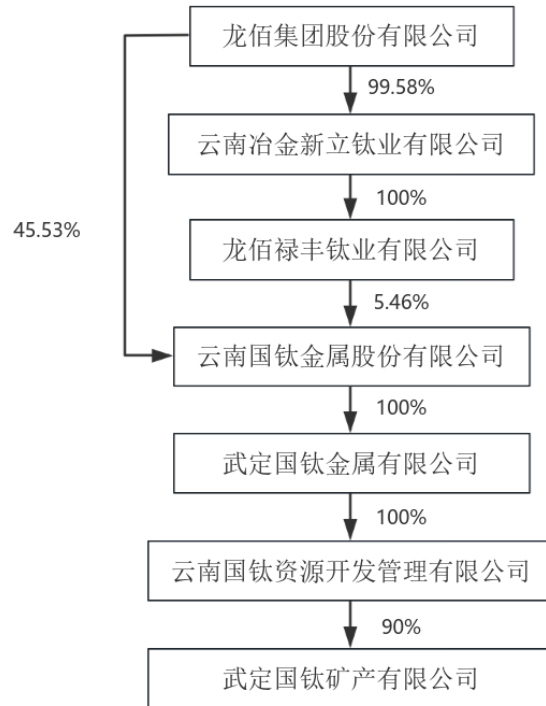 龙佰集团股份有限公司
99.58%
云南冶金新立钛业有限公司
100%
45.53%
龙佰禄丰钛业有限公司
5.46%
云南国钛金属股份有限公司
100%
武定国钛金属有限公司
100%
云南国钛资源开发管理有限公司
90%
武定国钛矿产有限公司